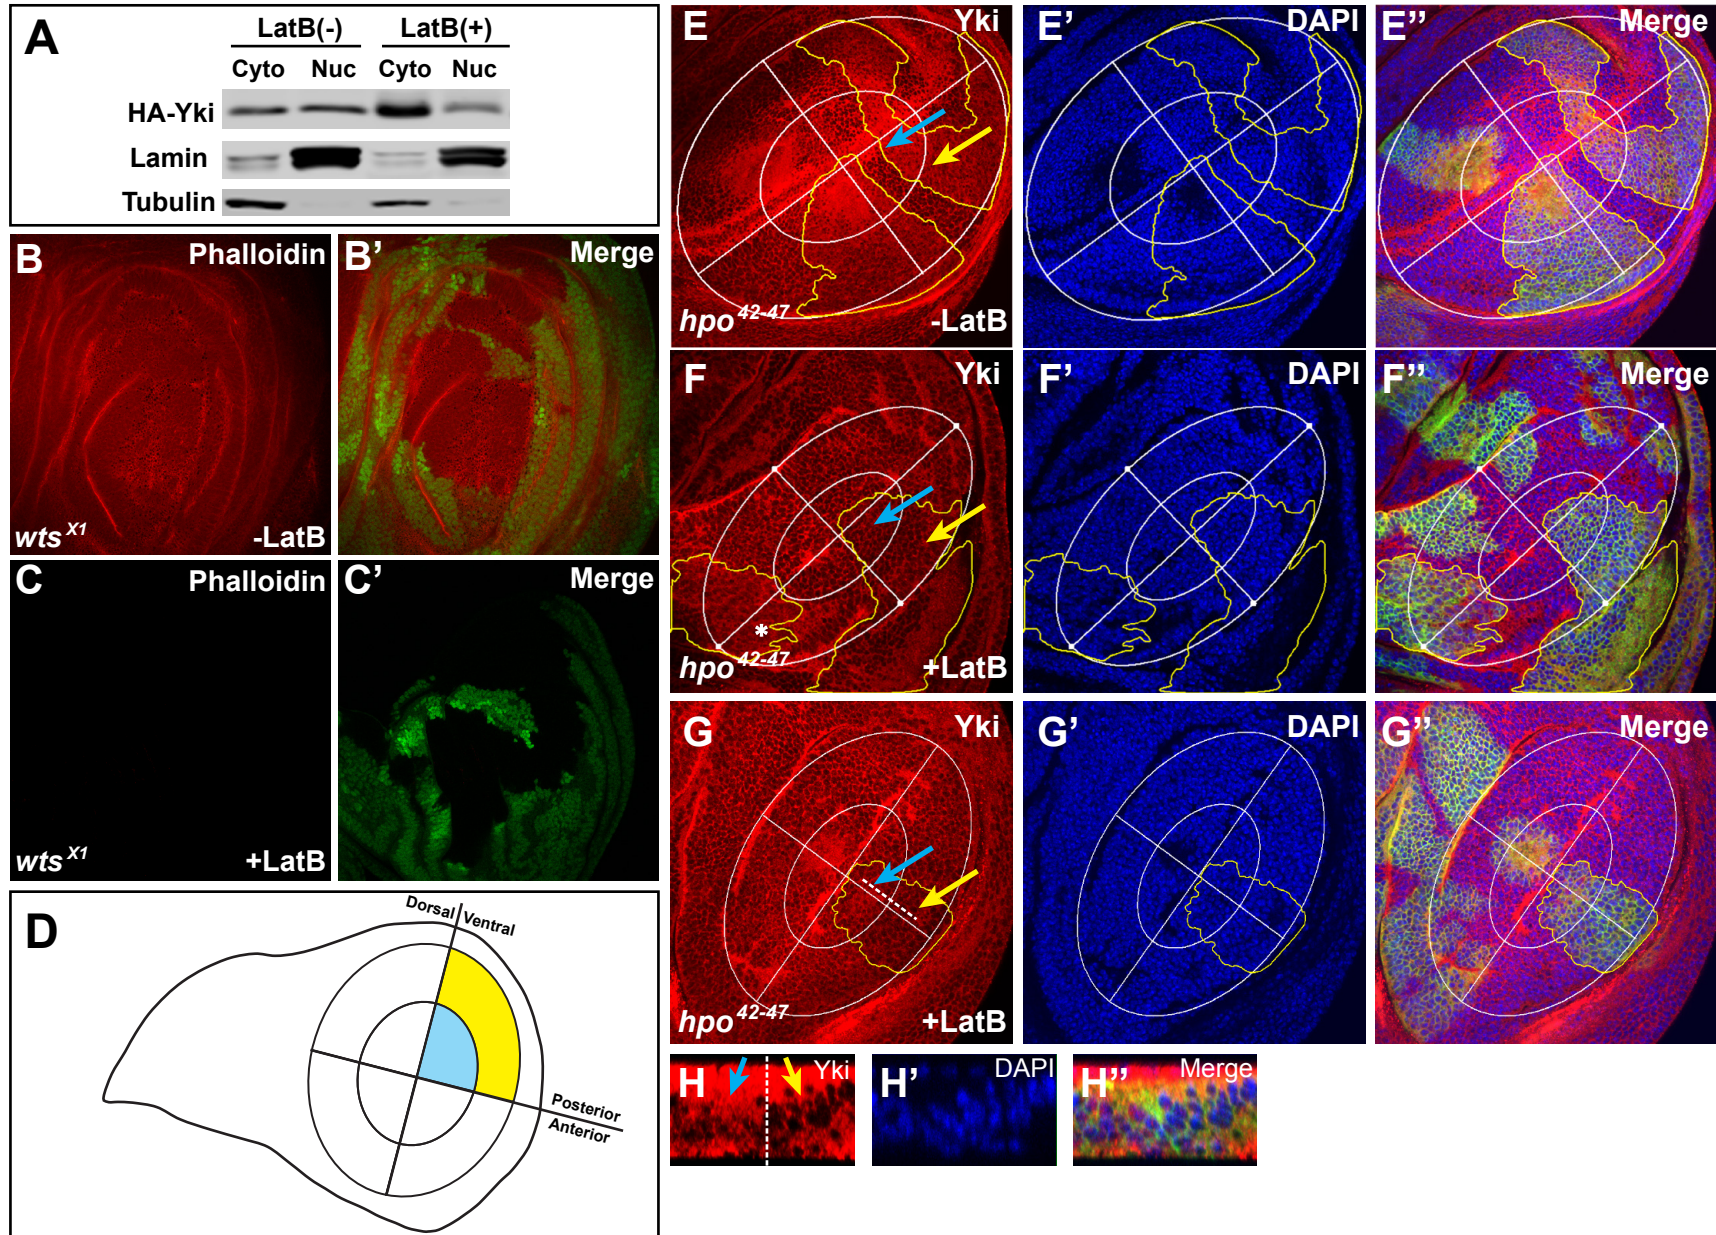 A
LatB(-) LatB(+)
Cyto Nuc Cyto Nuc
HA-Yki
Lamin
Tubulin
B Phalloidin
wts X1 -LatB
B' Merge
C Phalloidin
wts X1 +LatB
C' Merge
D
Dorsal Ventral
Posterior
Anterior
E Yki
hpo 42-47 -LatB
E' DAPI
E'' Merge
F Yki
*
hpo 42-47 +LatB
F' DAPI
F'' Merge
G Yki
hpo 42-47 +LatB
G' DAPI
G'' Merge
H Yki
H' DAPI
H'' Merge